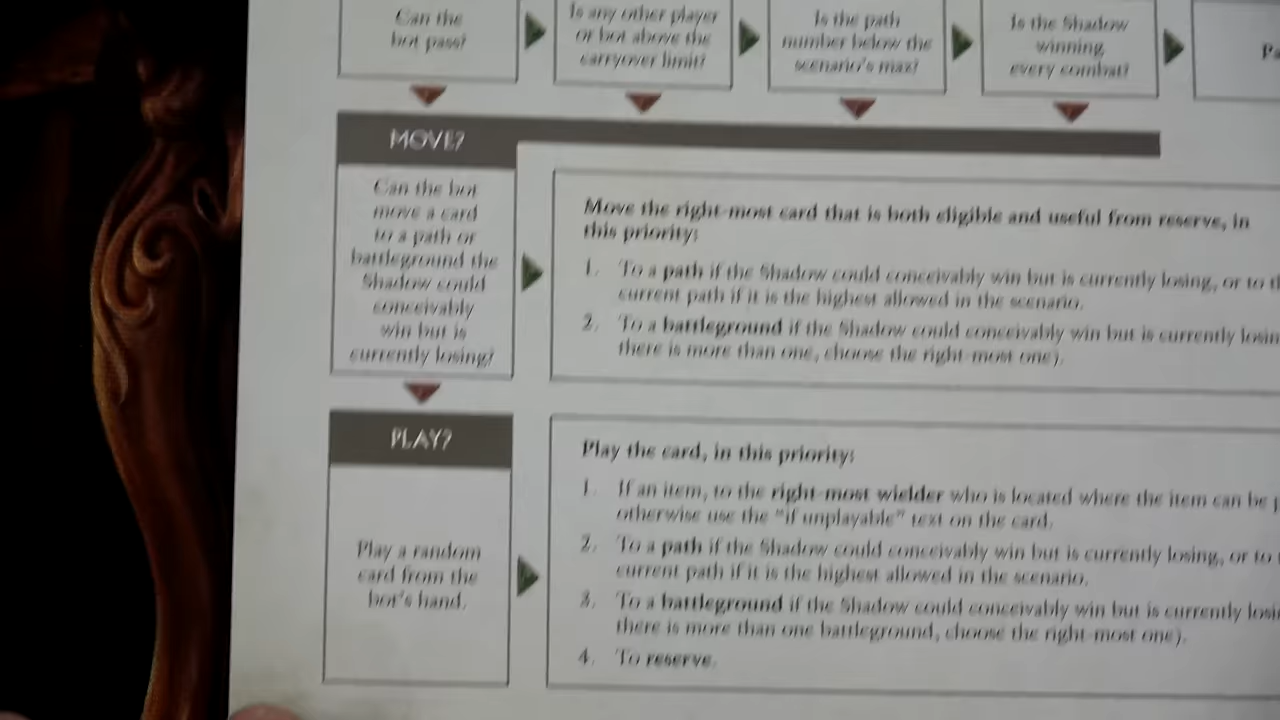 Can the
bot pass?
Is any other player
or bot above the
carryover limit?
Is the path
number below the
scenario's max?
Is the Shadow
winning
every combat?
MOVE?
Can the bot
move a card
to a path or
battleground the
Shadow could
conceivably
win but is
currently losing?
Move the right-most card that is both eligible and useful from reserve, in
this priority:
1. To a path if the Shadow could conceivably win but is currently losing, or to
current path if it is the highest allowed in the scenario.
2. To a battleground if the Shadow could conceivably win but is currently
there is more than one, choose the right-most one).
PLAY?
Play a random
card from the
bot's hand.
Play the card, in this priority:
1. If an item, to the right-most wielder who is located where the item can be
otherwise use the "if unplayable" text on the card.
2. To a path if the Shadow could conceivably win but is currently losing, or to
current path if it is the highest allowed in the scenario.
3. To a battleground if the Shadow could conceivably win but is currently
there is more than one battleground, choose the right-most one).
4. To reserve.